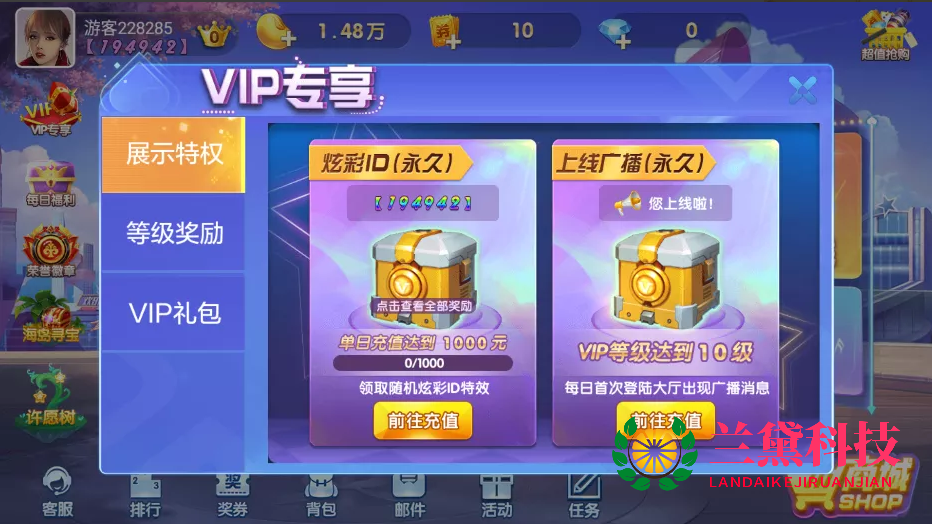 游客228285
【194942】
0
1.48万
券
10
0
超值抢购
VIP专享
VIP
VIP专享
每日福利
荣誉徽章
海岛寻宝
许愿树
展示特权
等级奖励
VIP礼包
炫彩ID(永久)
【194942】
点击查看全部奖励
单日充值达到 1000 元
0/1000
领取随机炫彩ID特效
前往充值
上线广播(永久)
您上线啦!
VIP等级达到10级
每日首次登陆大厅出现广播消息
前往充值
兰黛科技
LANDAIKEJIRUANJIAN
客服
2 3
排行
奖
奖券
背包
邮件
活动
任务
商城
SHOP